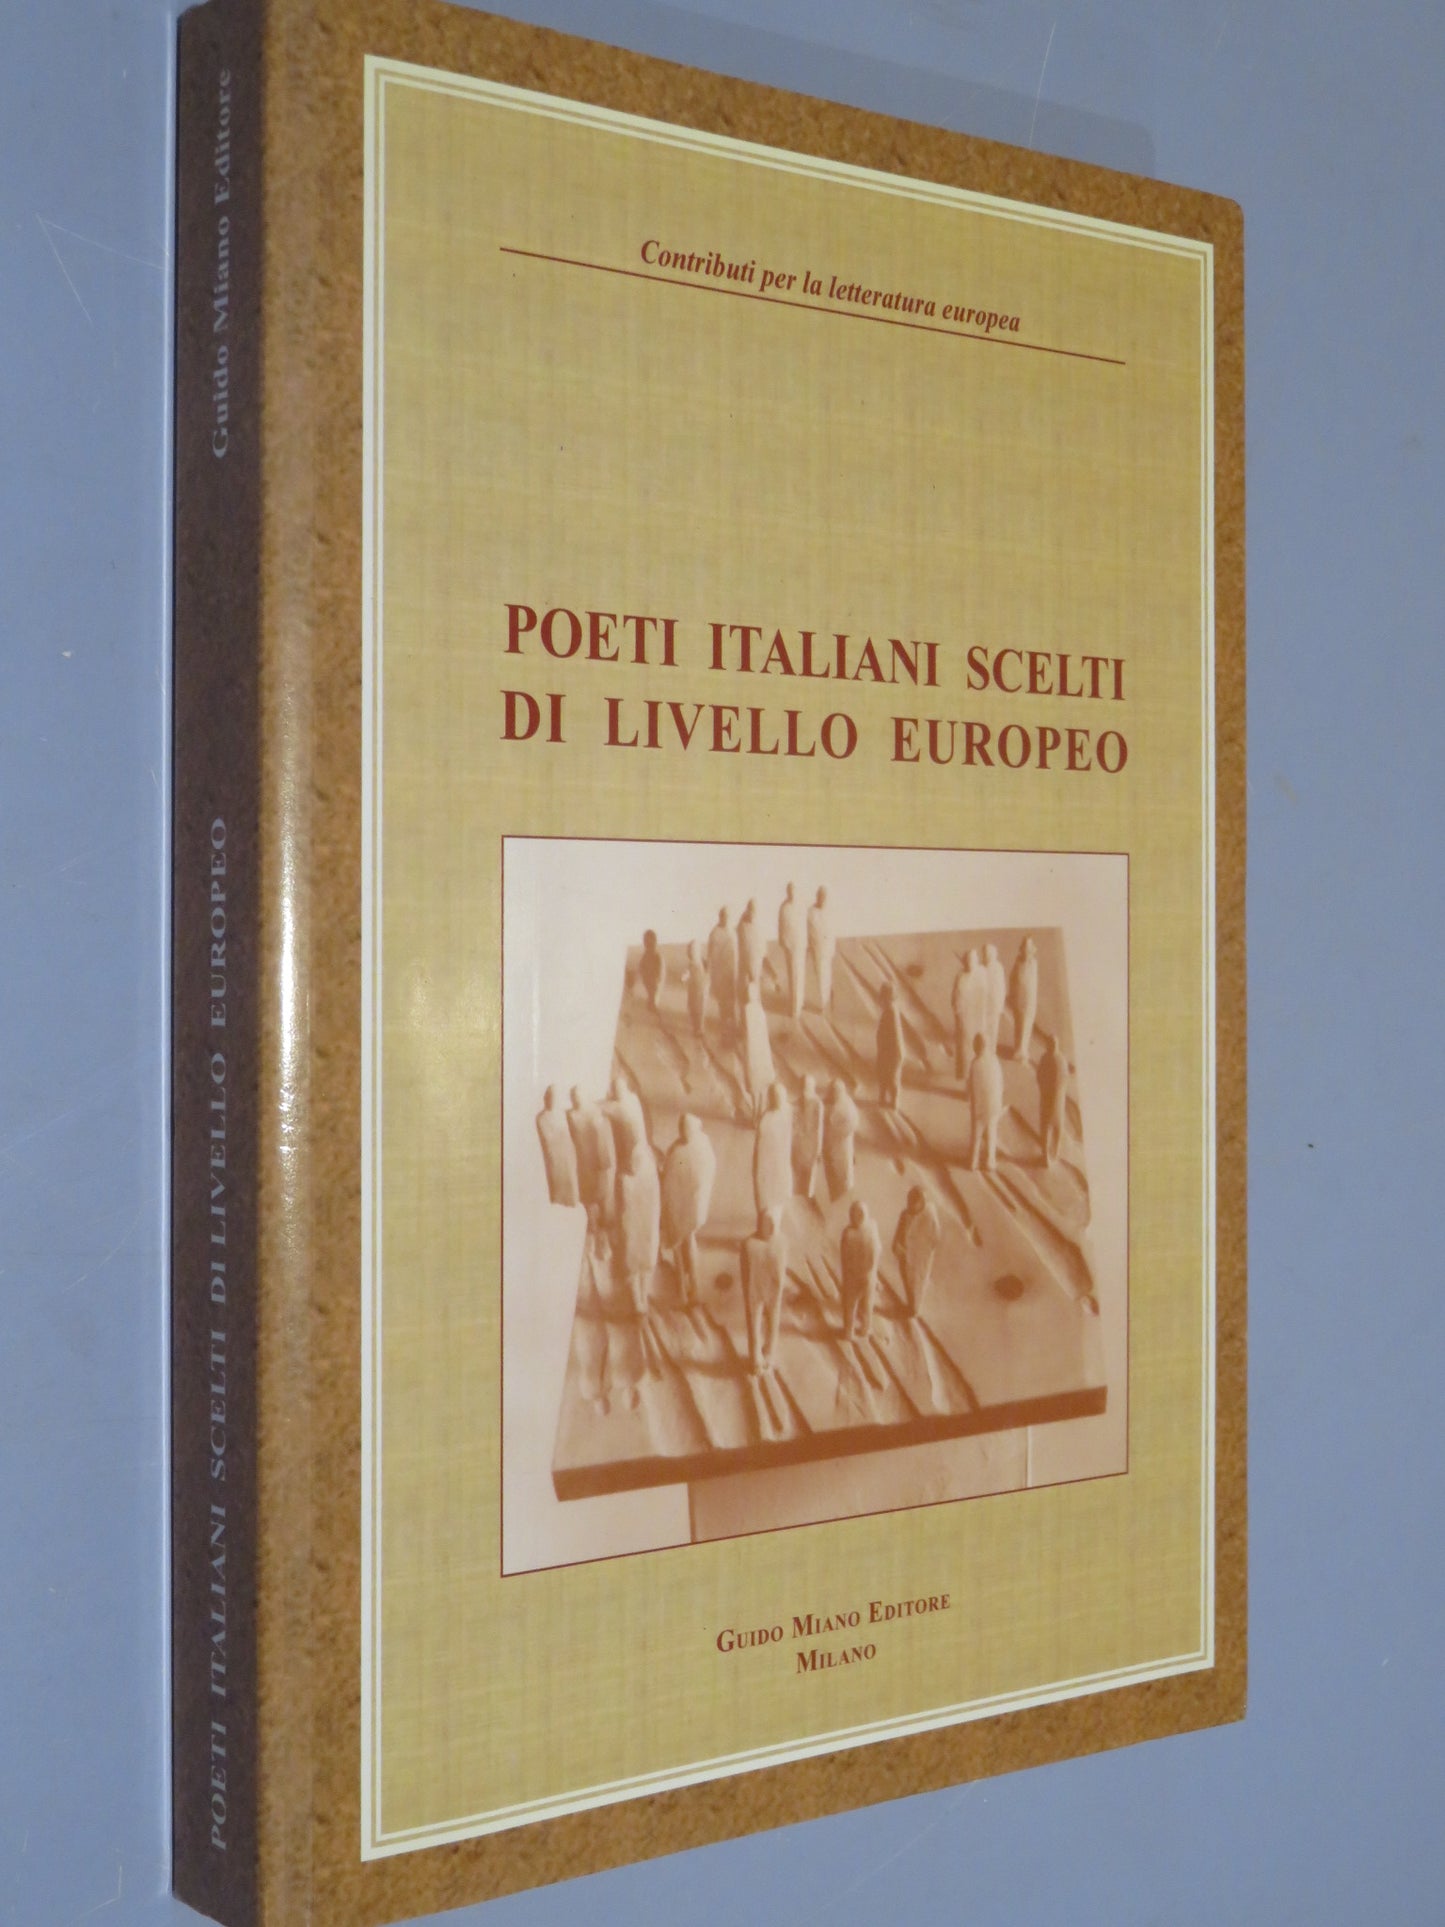 Contributi per la letteratura europea
POETI ITALIANI SCELTI
DI LIVELLO EUROPEO
GUIDO MIANO EDITORE
MILANO
POETI ITALIANI SCELTI DI LIVELLO EUROPEO Guido Miano Editore